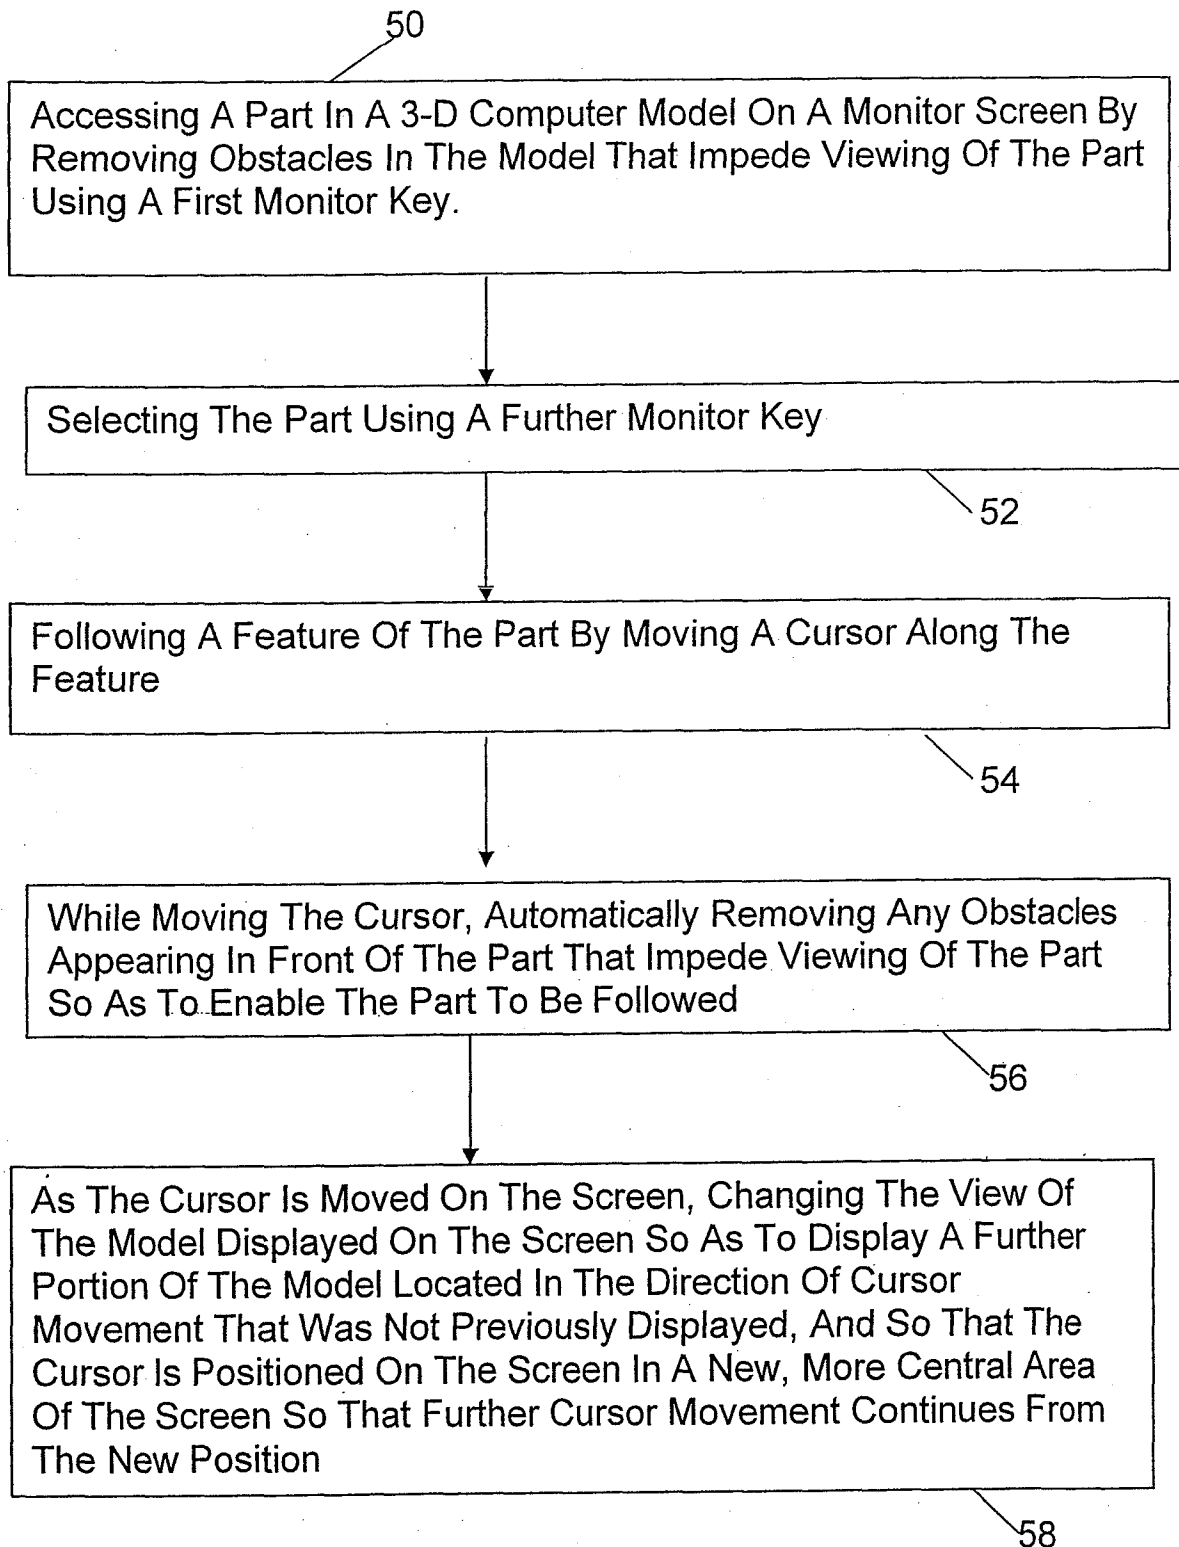 50
Accessing A Part In A 3-D Computer Model On A Monitor Screen By
Removing Obstacles In The Model That Impede Viewing Of The Part
Using A First Monitor Key.
Selecting The Part Using A Further Monitor Key
52
Following A Feature Of The Part By Moving A Cursor Along The
Feature
54
While Moving The Cursor, Automatically Removing Any Obstacles
Appearing In Front Of The Part That Impede Viewing Of The Part
So As To Enable The Part To Be Followed
56
As The Cursor Is Moved On The Screen, Changing The View Of
The Model Displayed On The Screen So As To Display A Further
Portion Of The Model Located In The Direction Of Cursor
Movement That Was Not Previously Displayed, And So That The
Cursor Is Positioned On The Screen In A New, More Central Area
Of The Screen So That Further Cursor Movement Continues From
The New Position
58